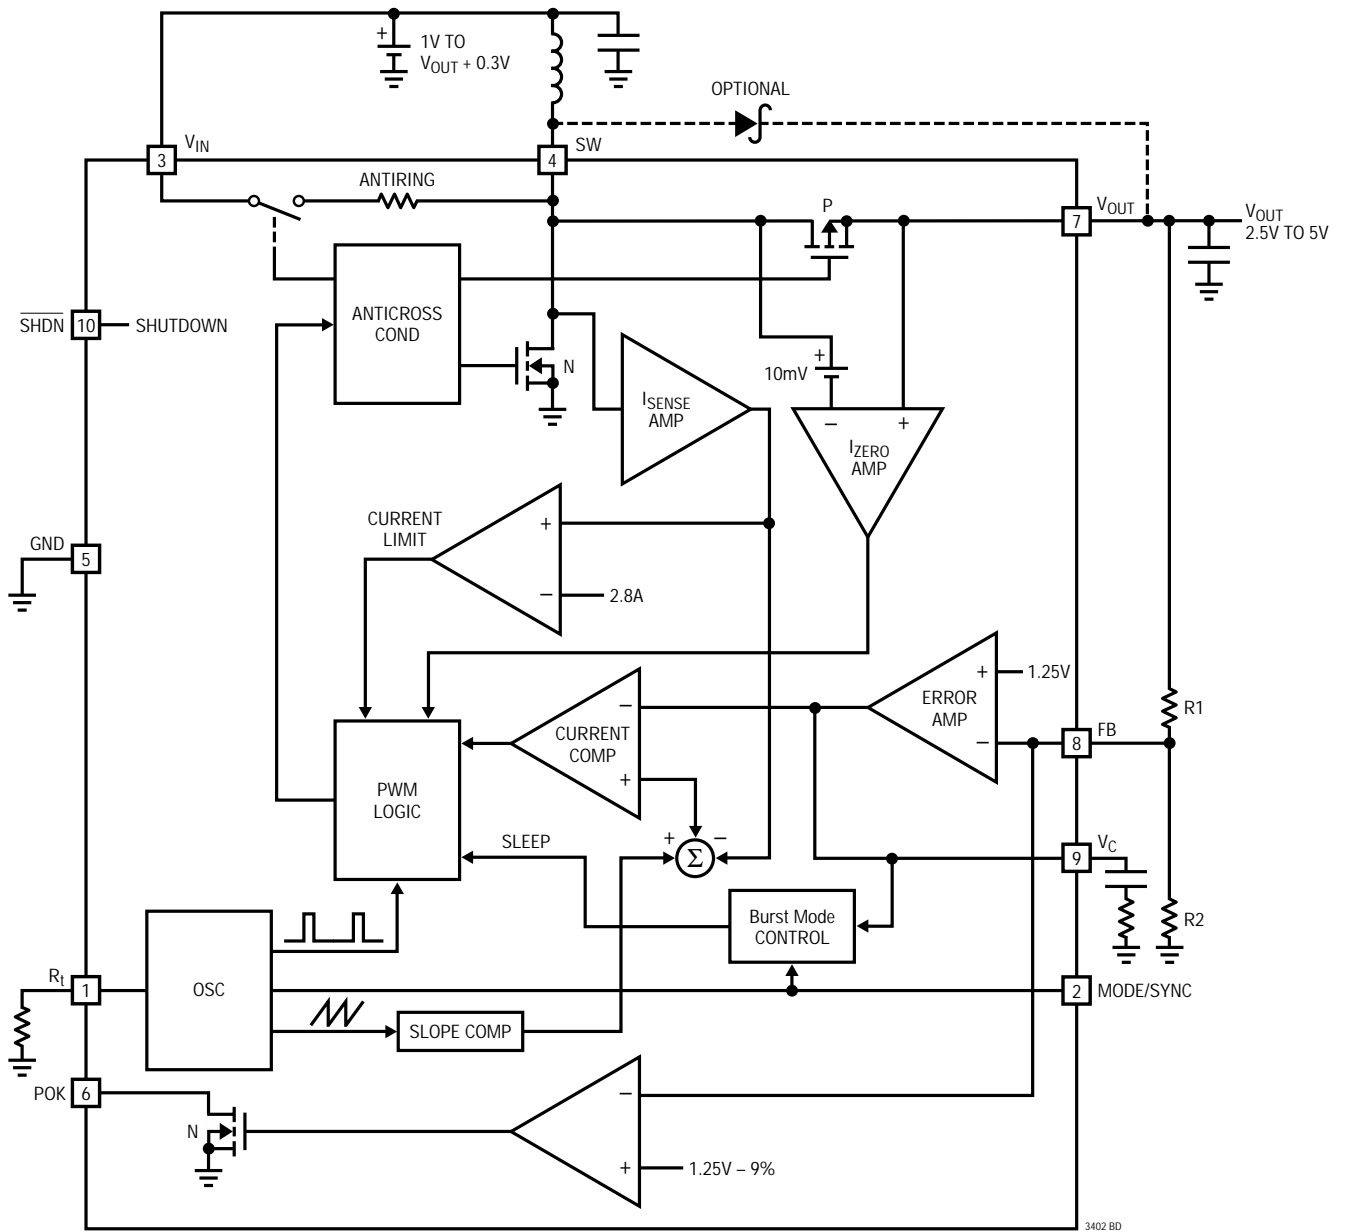 +
1V TO
VOUT + 0.3V
OPTIONAL
3
VIN
4
SW
ANTIRING
P
7
VOUT
VOUT
2.5V TO 5V
ANTICROSS
COND
SHDN
10
SHUTDOWN
N
ISENSE
AMP
+
10mV
–
+
IZERO
AMP
CURRENT
LIMIT
+
–
2.8A
GND
5
ERROR
AMP
+
1.25V
–
R1
FB
8
CURRENT
COMP
–
+
PWM
LOGIC
SLEEP
+
–
Σ
VC
9
Burst Mode
CONTROL
R2
Rt
1
OSC
2
MODE/SYNC
SLOPE COMP
POK
6
N
–
+
1.25V – 9%
3402 BD